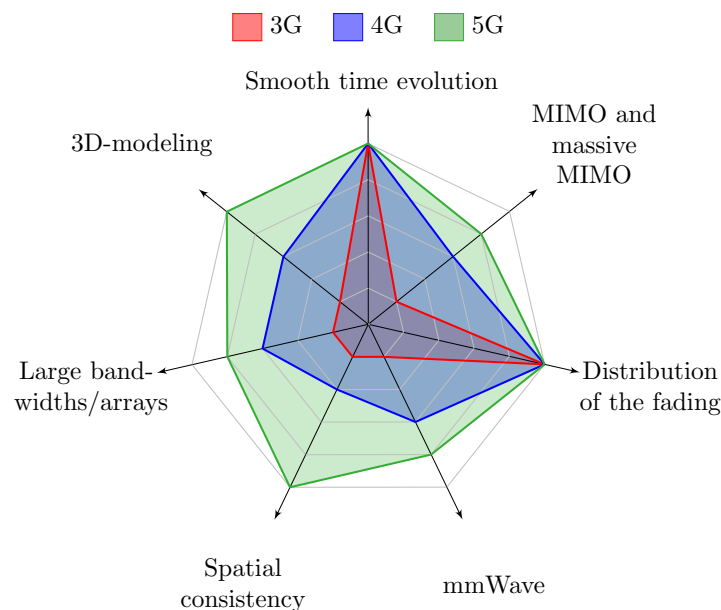 3G
4G
5G
Smooth time evolution
MIMO and
massive
MIMO
3D-modeling
Large band-
widths/arrays
Distribution
of the fading
Spatial
consistency
mmWave